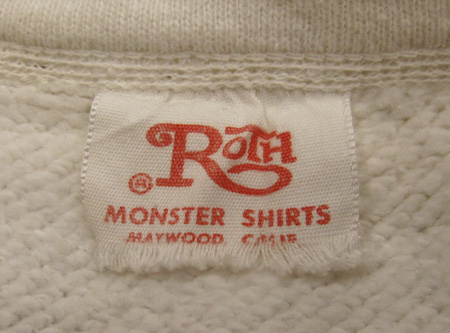 Roth
®
MONSTER SHIRTS
MAYWOOD CALIF